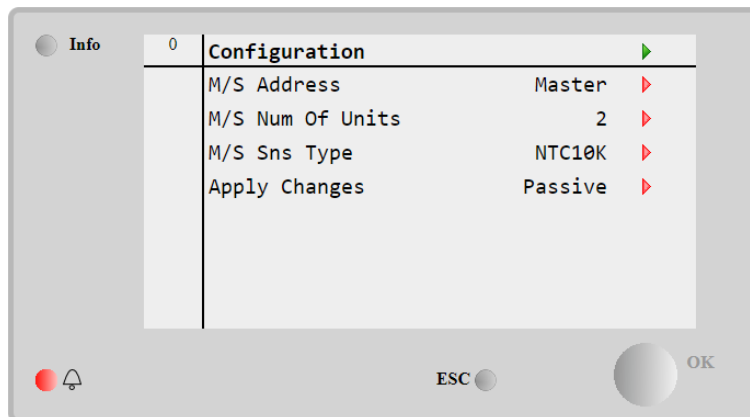 Info
0 Configuration
M/S Address Master
M/S Num Of Units 2
M/S Sns Type NTC10K
Apply Changes Passive
ESC
OK